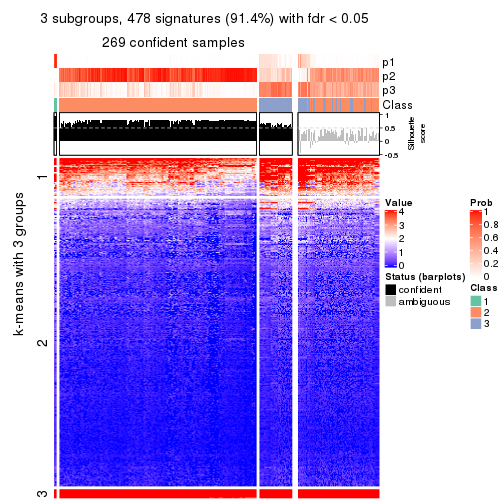 3 subgroups, 478 signatures (91.4%) with fdr < 0.05
269 confident samples
p1
p2
p3
Class
1
0.5
0
-0.5
Silhouette
score
k-means with 3 groups
1
2
3
Value
4
3
2
1
0
Status (barplots)
confident
ambiguous
Prob
1
0.8
0.6
0.4
0.2
0
Class
1
2
3